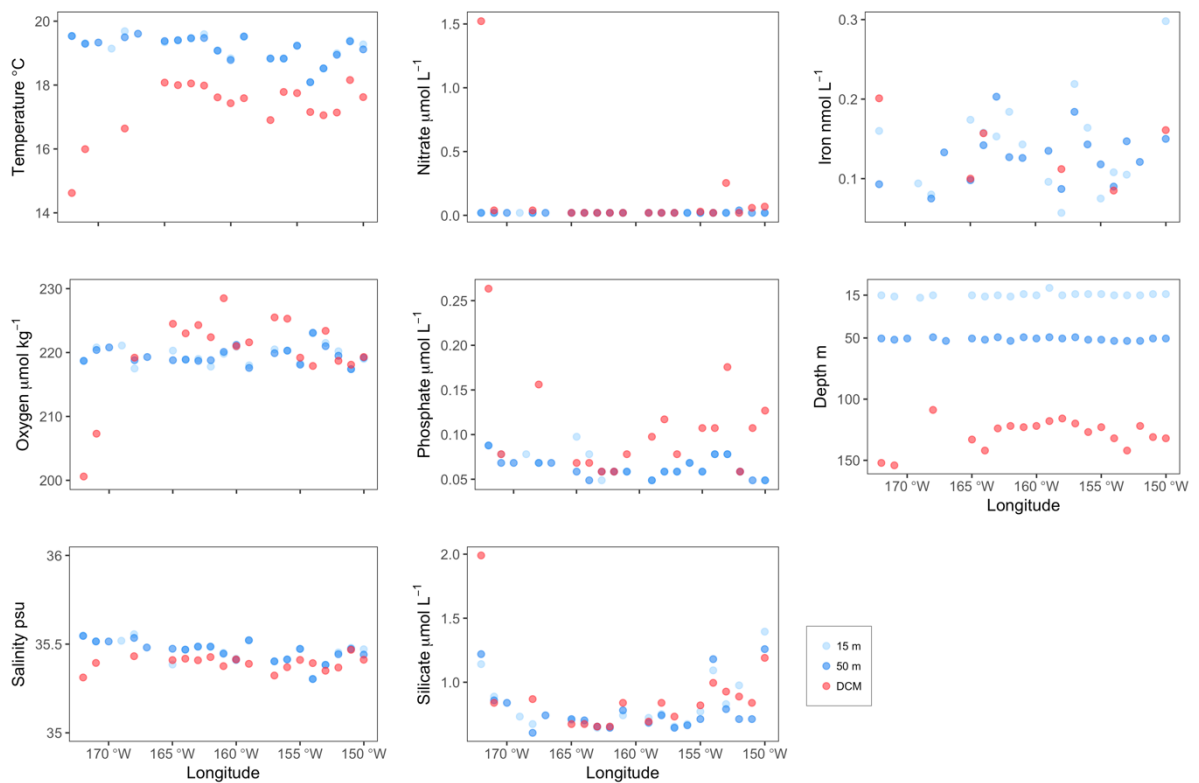 20
18
16
14
Temperature °C
1.5
1.0
0.5
0.0
Nitrate µmol L⁻¹
0.3
0.2
0.1
Iron nmol L⁻¹
230
220
210
200
Oxygen µmol kg⁻¹
0.25
0.20
0.15
0.10
0.05
Phosphate µmol L⁻¹
15
50
100
150
Depth m
170 °W 165 °W 160 °W 155 °W 150 °W
Longitude
36
35.5
35
Salinity psu
170 °W 165 °W 160 °W 155 °W 150 °W
Longitude
2.0
1.5
1.0
Silicate µmol L⁻¹
170 °W 165 °W 160 °W 155 °W 150 °W
Longitude
15 m
50 m
DCM